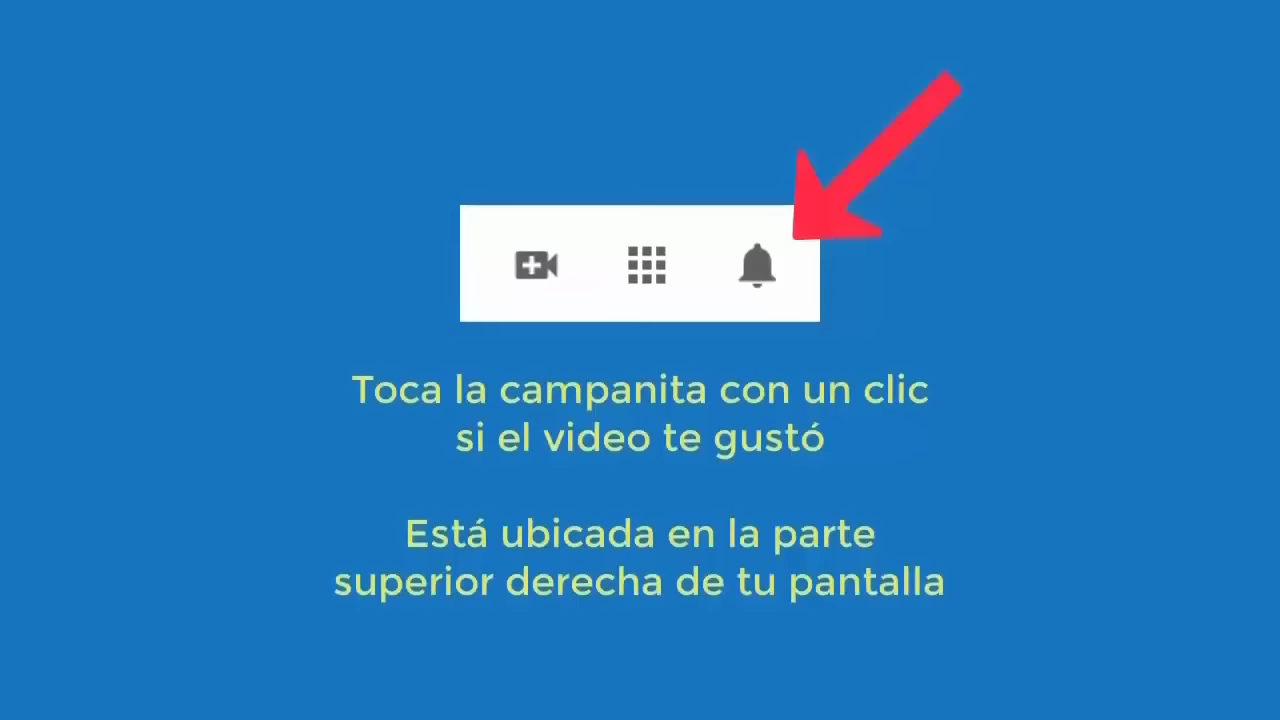 Toca la campanita con un clic
si el video te gustó
Está ubicada en la parte
superior derecha de tu pantalla